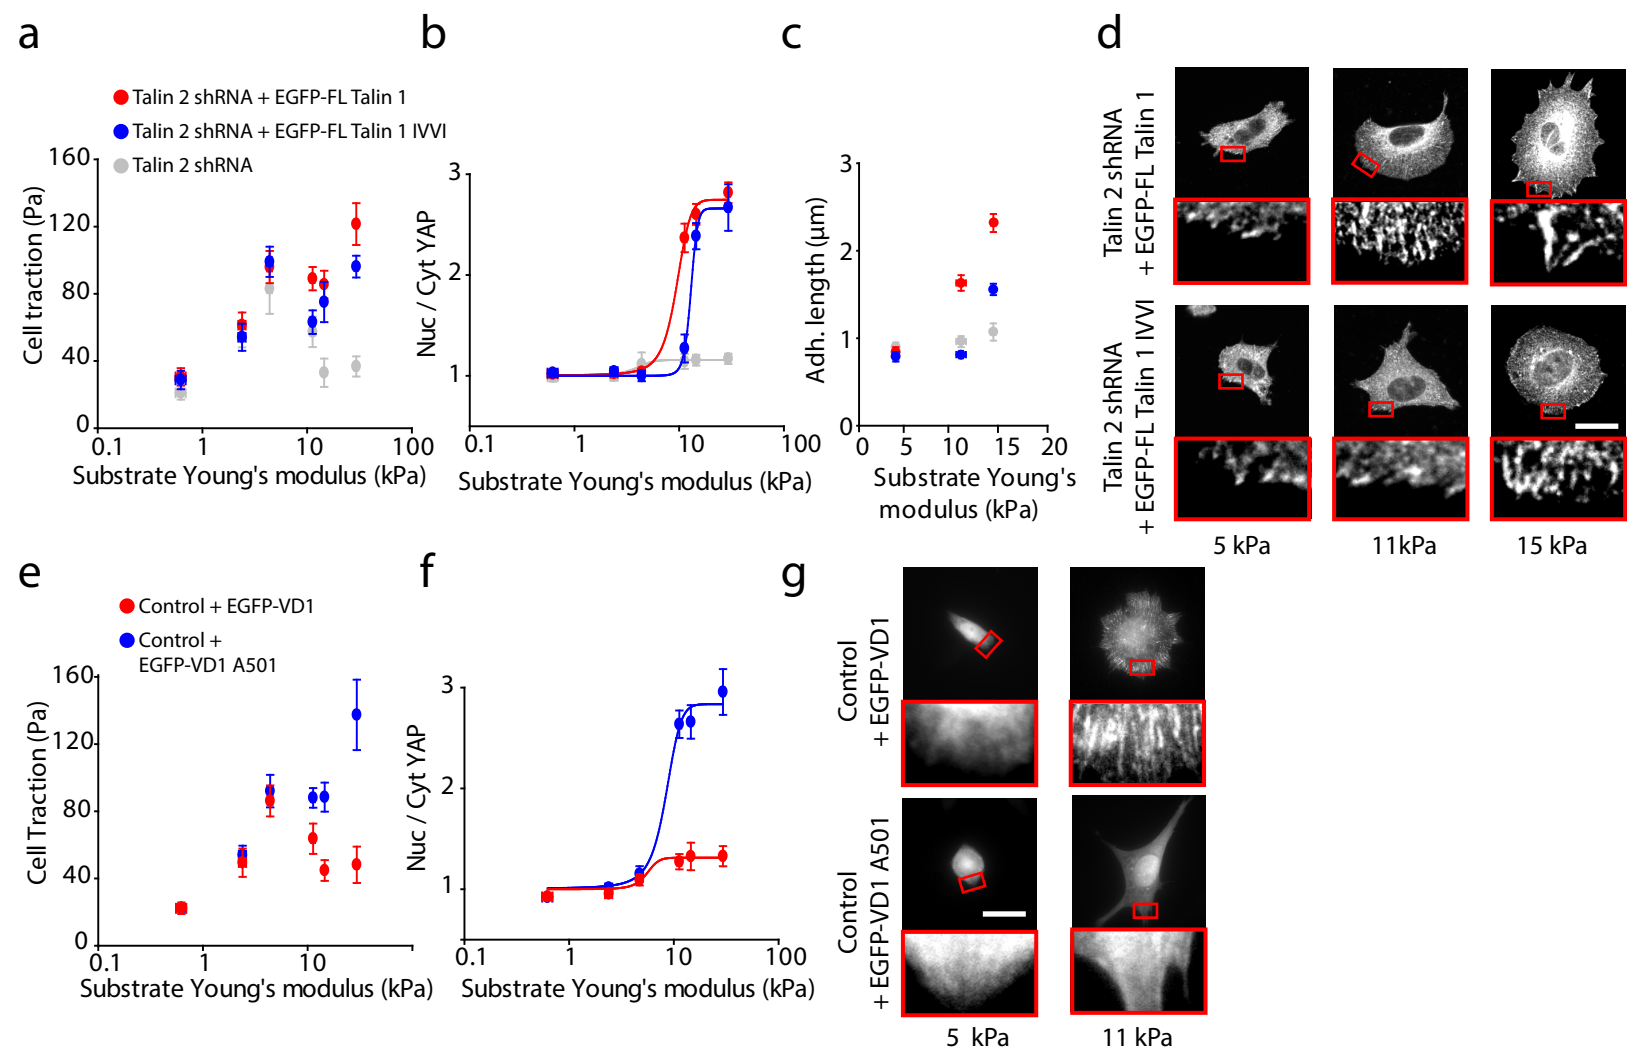 a
b
c
d
Talin 2 shRNA + EGFP-FL Talin 1
Talin 2 shRNA + EGFP-FL Talin 1 IVVI
Talin 2 shRNA
160
120
80
40
0
0.1
1
10
100
Cell traction (Pa)
Substrate Young's modulus (kPa)
3
2
1
0.1
1
10
100
Nuc / Cyt YAP
Substrate Young's modulus (kPa)
3
2
1
0
0
5
10
15
20
Adh. length (µm)
Substrate Young's
modulus (kPa)
Talin 2 shRNA
+ EGFP-FL Talin 1
Talin 2 shRNA
+ EGFP-FL Talin 1 IVVI
5 kPa
11kPa
15 kPa
e
f
g
Control + EGFP-VD1
Control +
EGFP-VD1 A501
160
120
80
40
0
0.1
1
10
Cell Traction (Pa)
Substrate Young's modulus (kPa)
3
2
1
0.1
1
10
100
Nuc / Cyt YAP
Substrate Young's modulus (kPa)
Control
+ EGFP-VD1
Control
+ EGFP-VD1 A501
5 kPa
11 kPa